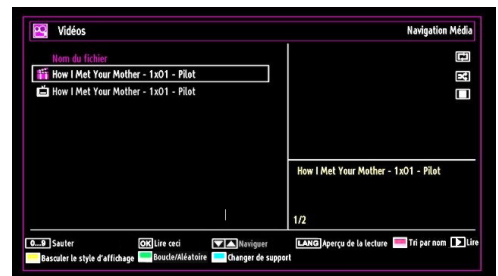 Vidéos
Navigation Média
Nom du fichier
How I Met Your Mother - 1x01 - Pilot
How I Met Your Mother - 1x01 - Pilot
How I Met Your Mother - 1x01 - Pilot
1/2
0...9 Sauter OK Lire ceci Naviguer LANG Aperçu de la lecture Tri par nom Lire
Basculer le style d'affichage Boucle/Aléatoire Changer de support